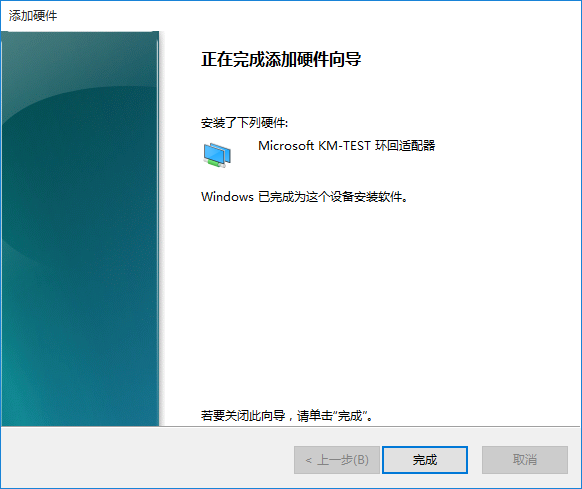 添加硬件
正在完成添加硬件向导
安装了下列硬件:
Microsoft KM-TEST 环回适配器
Windows 已完成为这个设备安装软件。
若要关闭此向导，请单击“完成”。
< 上一步(B)
完成
取消